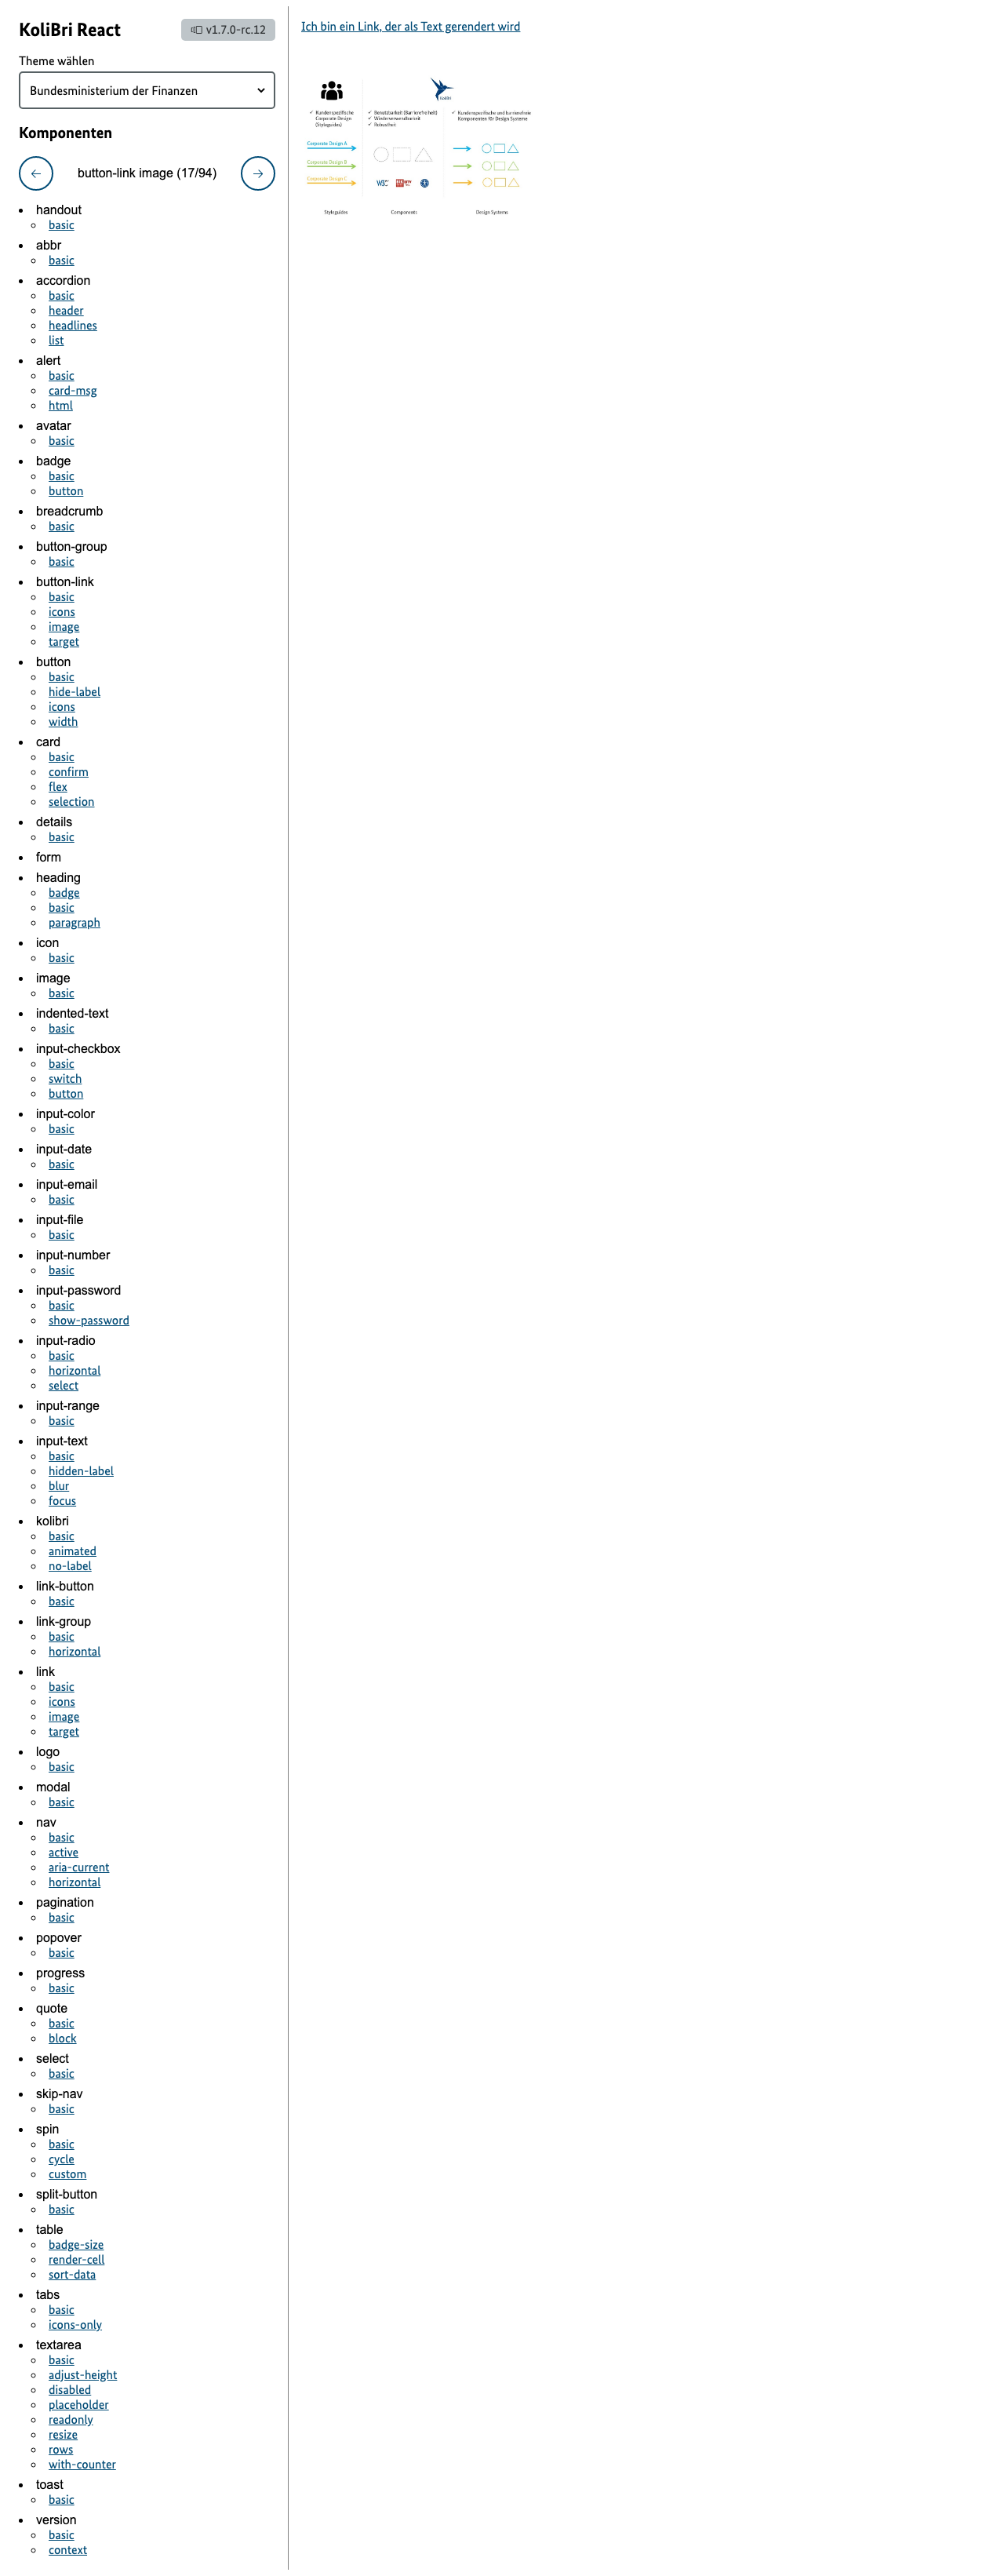 KoliBri React
v1.7.0-rc.12
Theme wählen
Bundesministerium der Finanzen
Komponenten
button-link image (17/94)
handout
basic
abbr
basic
accordion
basic
header
headlines
list
alert
basic
card-msg
html
avatar
basic
badge
basic
button
breadcrumb
basic
button-group
basic
button-link
basic
icons
image
target
button
basic
hide-label
icons
width
card
basic
confirm
flex
selection
details
basic
form
heading
badge
basic
paragraph
icon
basic
image
basic
indented-text
basic
input-checkbox
basic
switch
button
input-color
basic
input-date
basic
input-email
basic
input-file
basic
input-number
basic
input-password
basic
show-password
input-radio
basic
horizontal
select
input-range
basic
input-text
basic
hidden-label
blur
focus
kolibri
basic
animated
no-label
link-button
basic
link-group
basic
horizontal
link
basic
icons
image
target
logo
basic
modal
basic
nav
basic
active
aria-current
horizontal
pagination
basic
popover
basic
progress
basic
quote
basic
block
select
basic
skip-nav
basic
spin
basic
cycle
custom
split-button
basic
table
badge-size
render-cell
sort-data
tabs
basic
icons-only
textarea
basic
adjust-height
disabled
placeholder
readonly
resize
rows
with-counter
toast
basic
version
basic
context
Ich bin ein Link, der als Text gerendert wird
✓ Kundenspezifische
Corporate Design
(Styleguides)
✓ Benutzbarkeit (Barrierefreiheit)
✓ Wiederverwendbarkeit
✓ Robustheit
✓ Kundenspezifische und barrierefreie
Komponenten für Design Systeme
Corporate Design A
Corporate Design B
Corporate Design C
W3C
Styleguides
Components
Design Systems